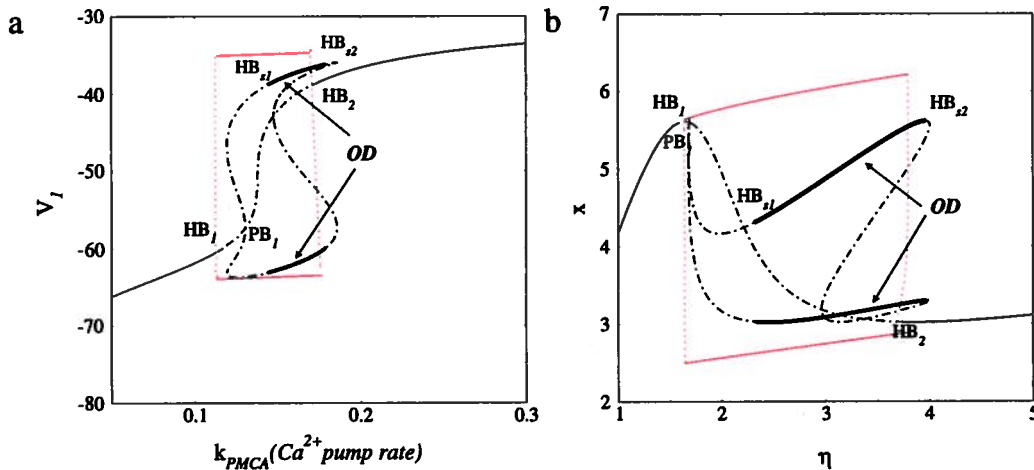 a
-30
-40
-50
-60
-70
-80
V1
0.1
0.2
0.3
kPMCA(Ca2+ pump rate)
HBs1
HBs2
HB2
OD
HB1
PB1
b
7
6
5
4
3
2
x
1
2
3
4
5
η
HB1
PB
HBs1
HBs2
OD
HB2